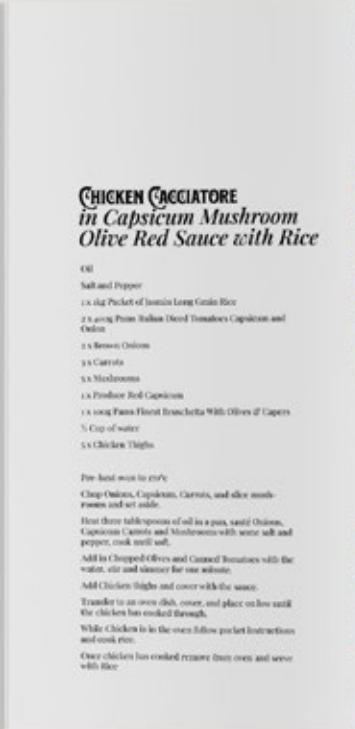 CHICKEN CACCIATORE
in Capsicum Mushroom
Olive Red Sauce with Rice
Oil
Salt and Pepper
1 x 1kg Packet of Jasmin Long Grain Rice
2 x 400g Puns Italian Diced Tomatoes Capsicum and
Onion
2 x Brown Onions
3 x Carrots
5 x Mushrooms
1 x Produce Red Capsicum
1 x 100g Puns Finest Bruschetta With Olives & Capers
½ Cup of water
5 x Chicken Thighs
Pre-heat oven to
Chop Onions, Capsicum, Carrots, and slice mush-
rooms and set aside.
Heat three tablespoons of oil in a pan, sauté Onions,
Capsicum Carrots and Mushrooms with some salt and
pepper, cook until soft.
Add in Chopped Olives and Canned Tomatoes with the
water, stir and simmer for one minute.
Add Chicken thighs and cover with the sauce.
Transfer to an oven dish, cover, and place on low until
the chicken has cooked through.
While Chicken is in the oven follow packet instructions
and cook rice.
Once chicken has cooked remove from oven and serve
with Rice